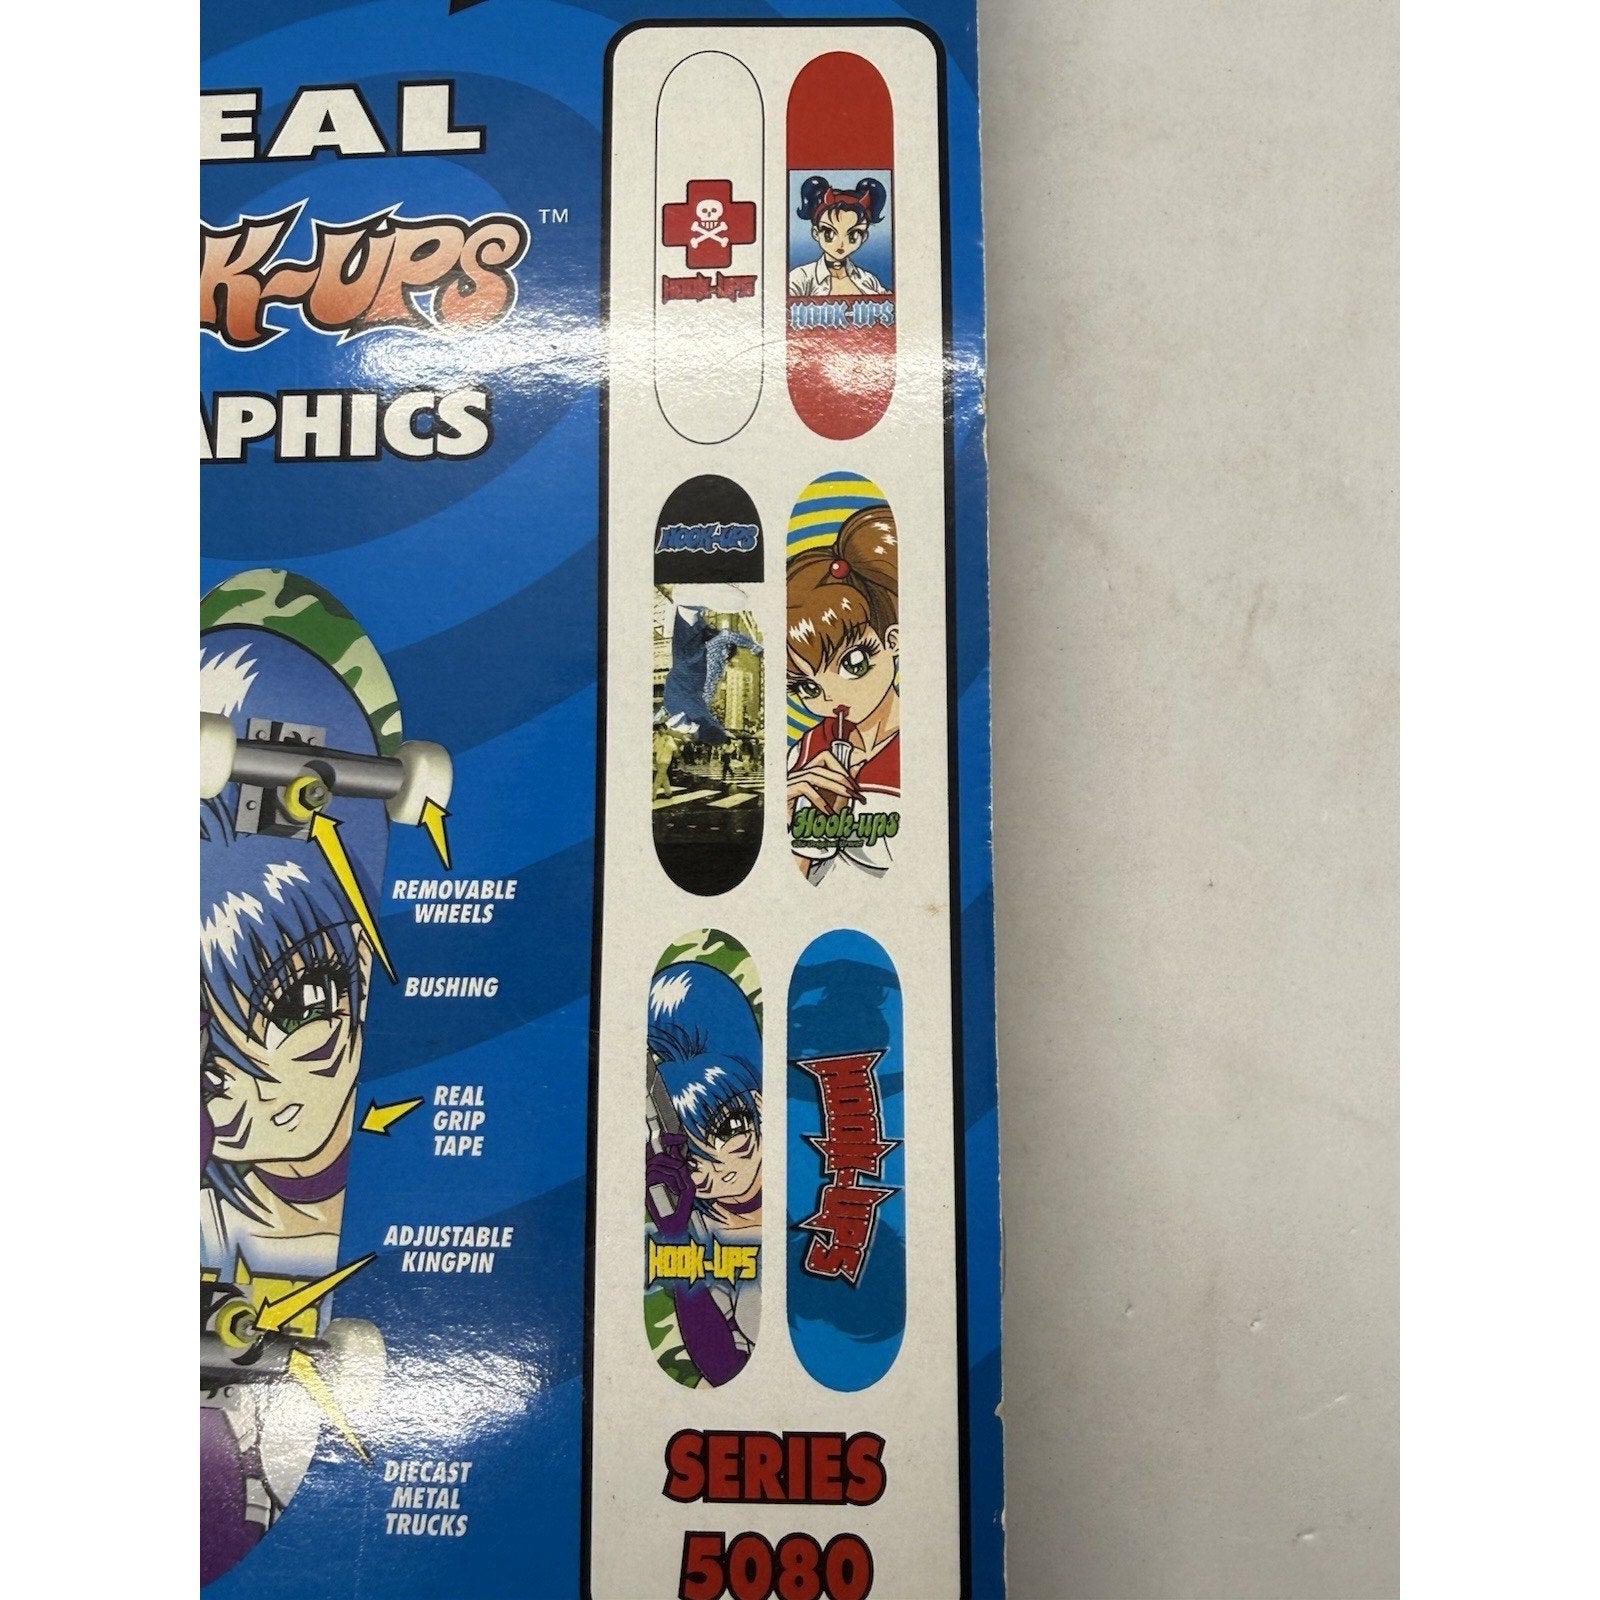 EAL
K-UPS™
APHICS
REMOVABLE
WHEELS
BUSHING
REAL
GRIP
TAPE
ADJUSTABLE
KINGPIN
DIECAST
METAL
TRUCKS
HOOK-UPS
HOOK-UPS
HOOK-UPS
Hook-ups
HOOK-UPS
HOOK-UPS
SERIES
5080